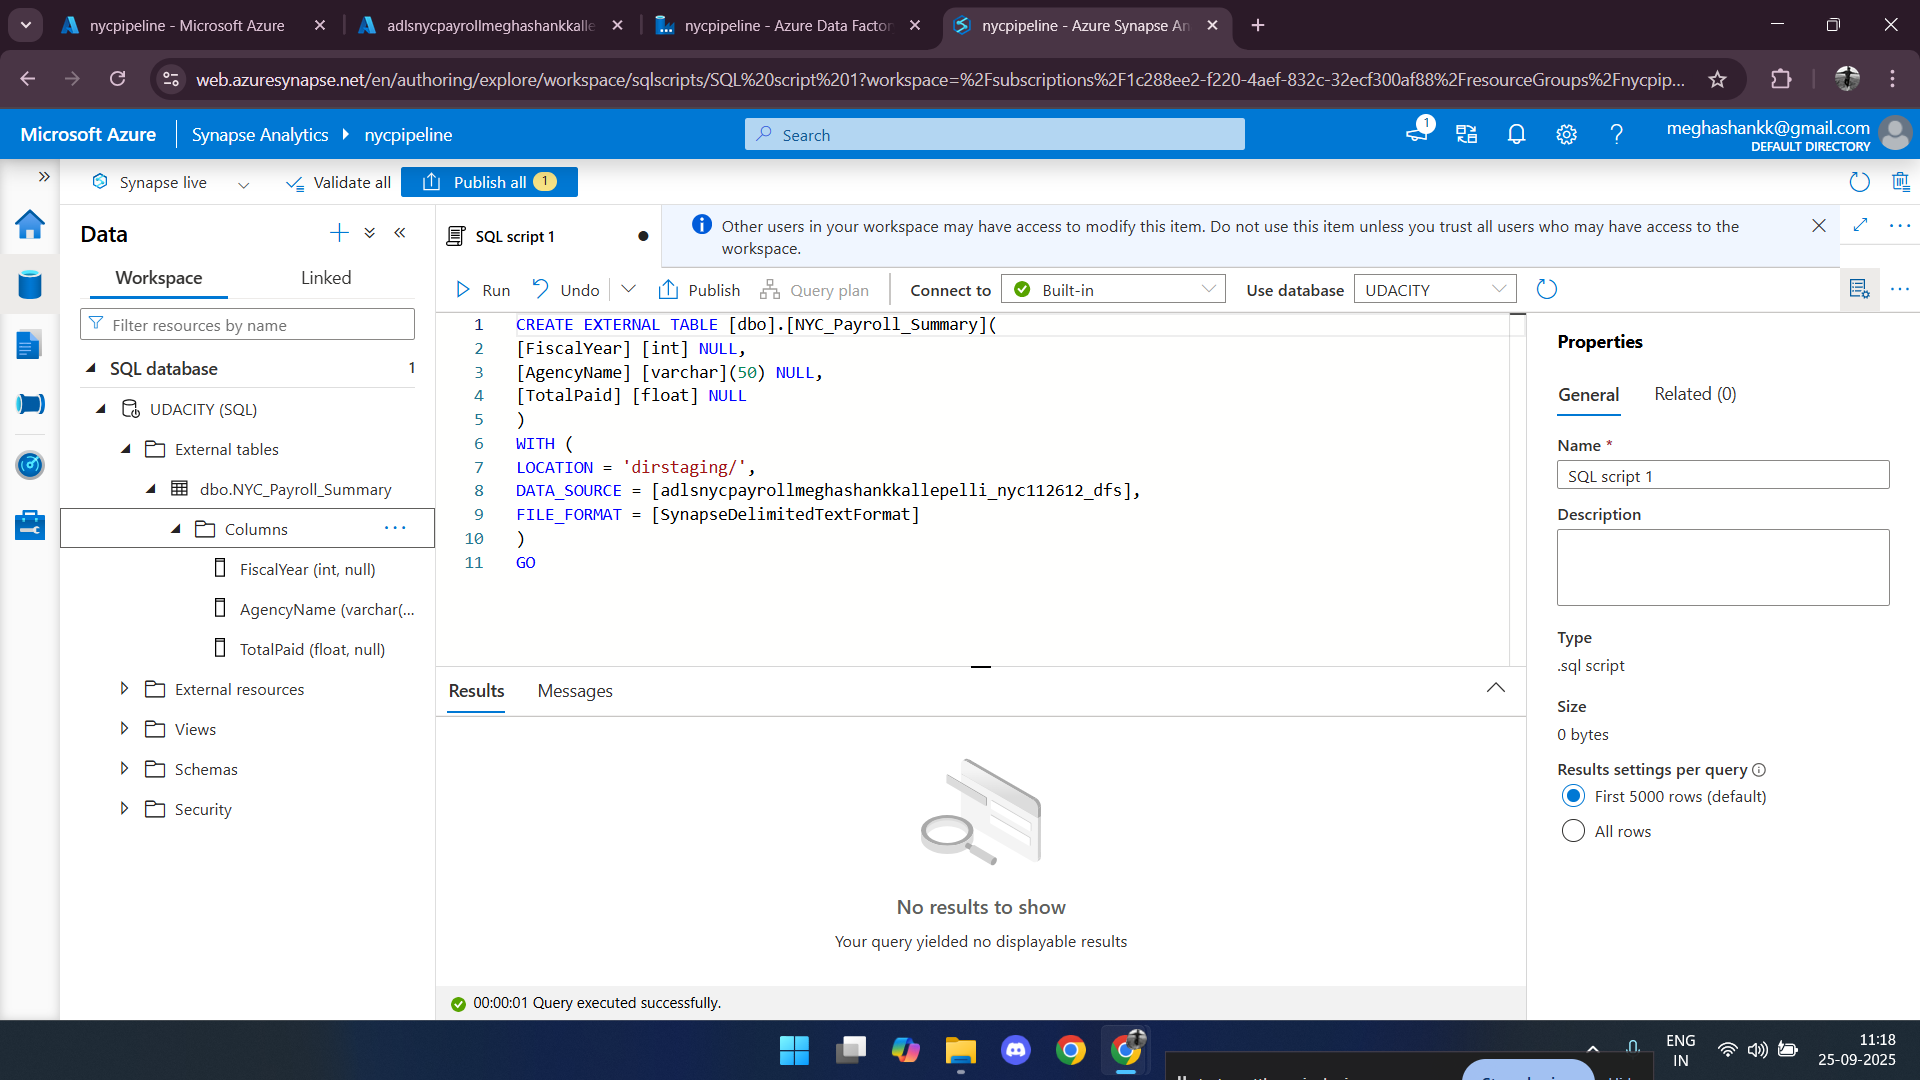 nycpipeline - Microsoft Azure
adlsnycpayrollmeghashankkalle
nycpipeline - Azure Data Factor
nycpipeline - Azure Synapse An
web.azuresynapse.net/en/authoring/explore/workspace/sqlscripts/SQL%20script%201?workspace=%2Fsubscriptions%2F1c288ee2-f220-4aef-832c-32ecf300af88%2FresourceGroups%2Fnycpip...
Microsoft Azure
Synapse Analytics
nycpipeline
Search
1
meghashankk@gmail.com
DEFAULT DIRECTORY
Synapse live
Validate all
Publish all
1
Data
Workspace
Linked
Filter resources by name
SQL database
1
UDACITY (SQL)
External tables
dbo.NYC_Payroll_Summary
Columns
FiscalYear (int, null)
AgencyName (varchar(...
TotalPaid (float, null)
External resources
Views
Schemas
Security
SQL script 1
Other users in your workspace may have access to modify this item. Do not use this item unless you trust all users who may have access to the
workspace.
Run
Undo
Publish
Query plan
Connect to
Built-in
Use database
UDACITY
1 CREATE EXTERNAL TABLE [dbo].[NYC_Payroll_Summary](
2 [FiscalYear] [int] NULL,
3 [AgencyName] [varchar](50) NULL,
4 [TotalPaid] [float] NULL
5 )
6 WITH (
7 LOCATION = 'dirstaging/',
8 DATA_SOURCE = [adlsnycpayrollmeghashankkallepelli_nyc112612_dfs],
9 FILE_FORMAT = [SynapseDelimitedTextFormat]
10 )
11 GO
Results
Messages
No results to show
Your query yielded no displayable results
00:00:01 Query executed successfully.
Properties
General
Related (0)
Name *
SQL script 1
Description
Type
.sql script
Size
0 bytes
Results settings per query
First 5000 rows (default)
All rows
ENG
IN
11:18
25-09-2025